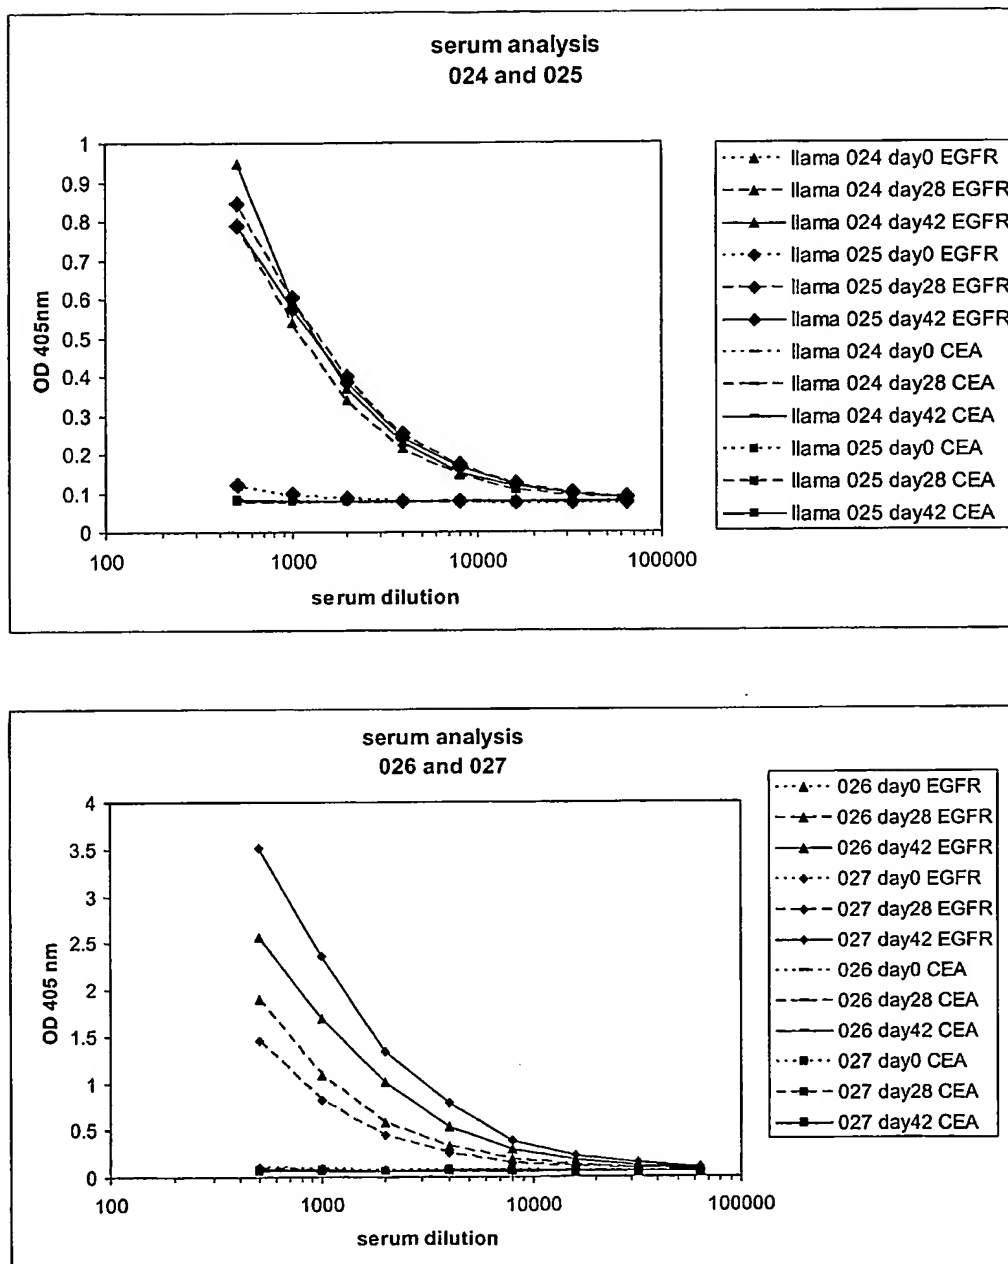 serum analysis
024 and 025
1
0.9
0.8
0.7
0.6
0.5
0.4
0.3
0.2
0.1
0
OD 405nm
100
1000
10000
100000
serum dilution
llama 024 day0 EGFR
llama 024 day28 EGFR
llama 024 day42 EGFR
llama 025 day0 EGFR
llama 025 day28 EGFR
llama 025 day42 EGFR
llama 024 day0 CEA
llama 024 day28 CEA
llama 024 day42 CEA
llama 025 day0 CEA
llama 025 day28 CEA
llama 025 day42 CEA
serum analysis
026 and 027
4
3.5
3
2.5
2
1.5
1
0.5
0
OD 405 nm
100
1000
10000
100000
serum dilution
026 day0 EGFR
026 day28 EGFR
026 day42 EGFR
027 day0 EGFR
027 day28 EGFR
027 day42 EGFR
026 day0 CEA
026 day28 CEA
026 day42 CEA
027 day0 CEA
027 day28 CEA
027 day42 CEA